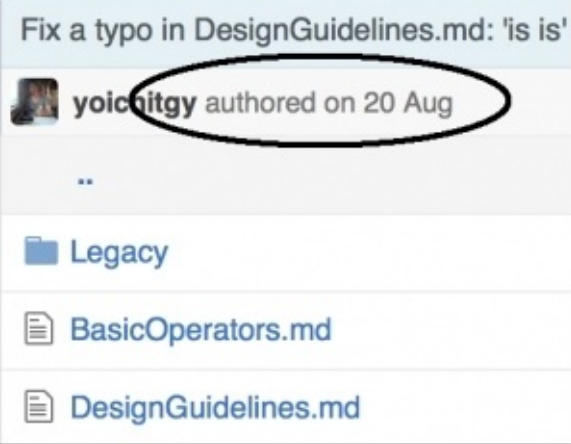 Fix a typo in DesignGuidelines.md: 'is is'
yoichitgy authored on 20 Aug
..
Legacy
BasicOperators.md
DesignGuidelines.md